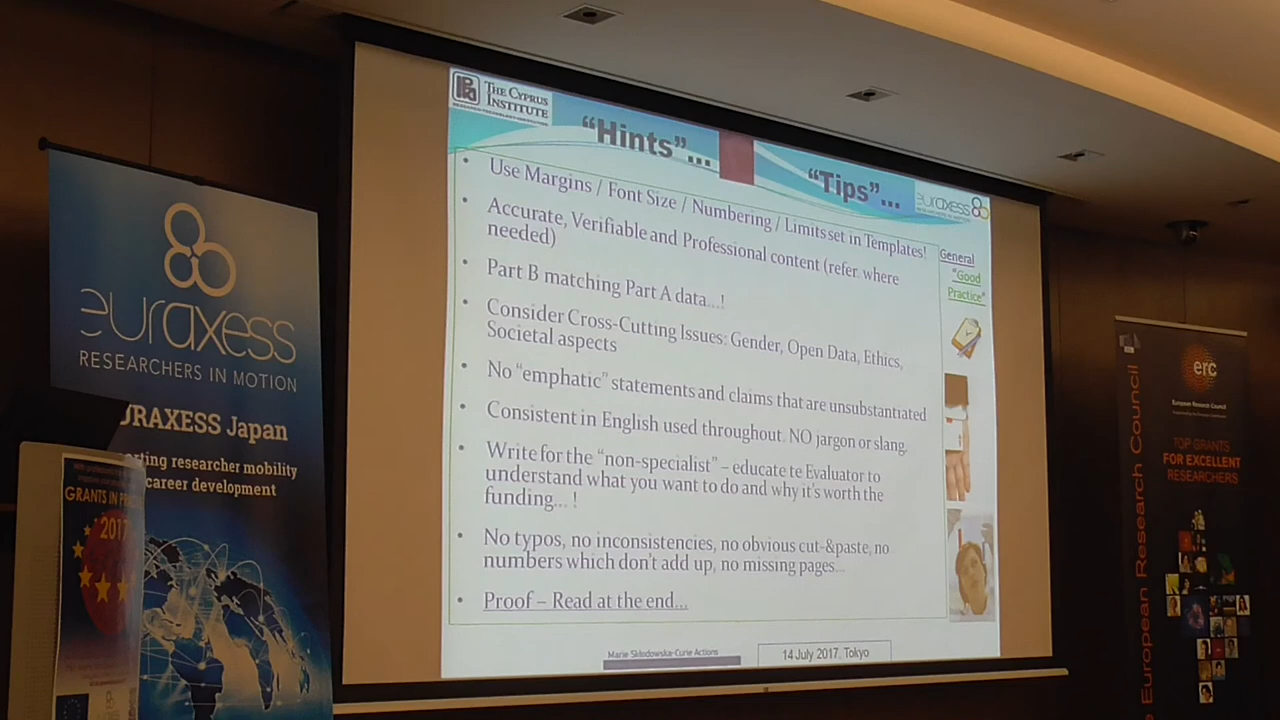 THE CYPRUS
INSTITUTE
"Hints"...
"Tips"...
euraxess
RESEARCHERS IN MOTION
• Use Margins / Font Size / Numbering / Limits set in Templates!
• Accurate, Verifiable and Professional content (refer. where
needed)
• Part B matching Part A data...!
• Consider Cross-Cutting Issues: Gender, Open Data, Ethics,
Societal aspects
• No "emphatic" statements and claims that are unsubstantiated
• Consistent in English used throughout. NO jargon or slang.
• Write for the "non-specialist" – educate te Evaluator to
understand what you want to do and why it's worth the
funding... !
• No typos, no inconsistencies, no obvious cut-&paste, no
numbers which don't add up, no missing pages...
• Proof – Read at the end...
General
"Good
Practice"
Marie Skłodowska-Curie Actions
14 July 2017, Tokyo
euraxess
RESEARCHERS IN MOTION
URAXESS Japan
rting researcher mobility
career development
GRANTS IN PR
2017
erc
European Research Council
TOP GRANTS
FOR EXCELLENT
RESEARCHERS
European Research Council